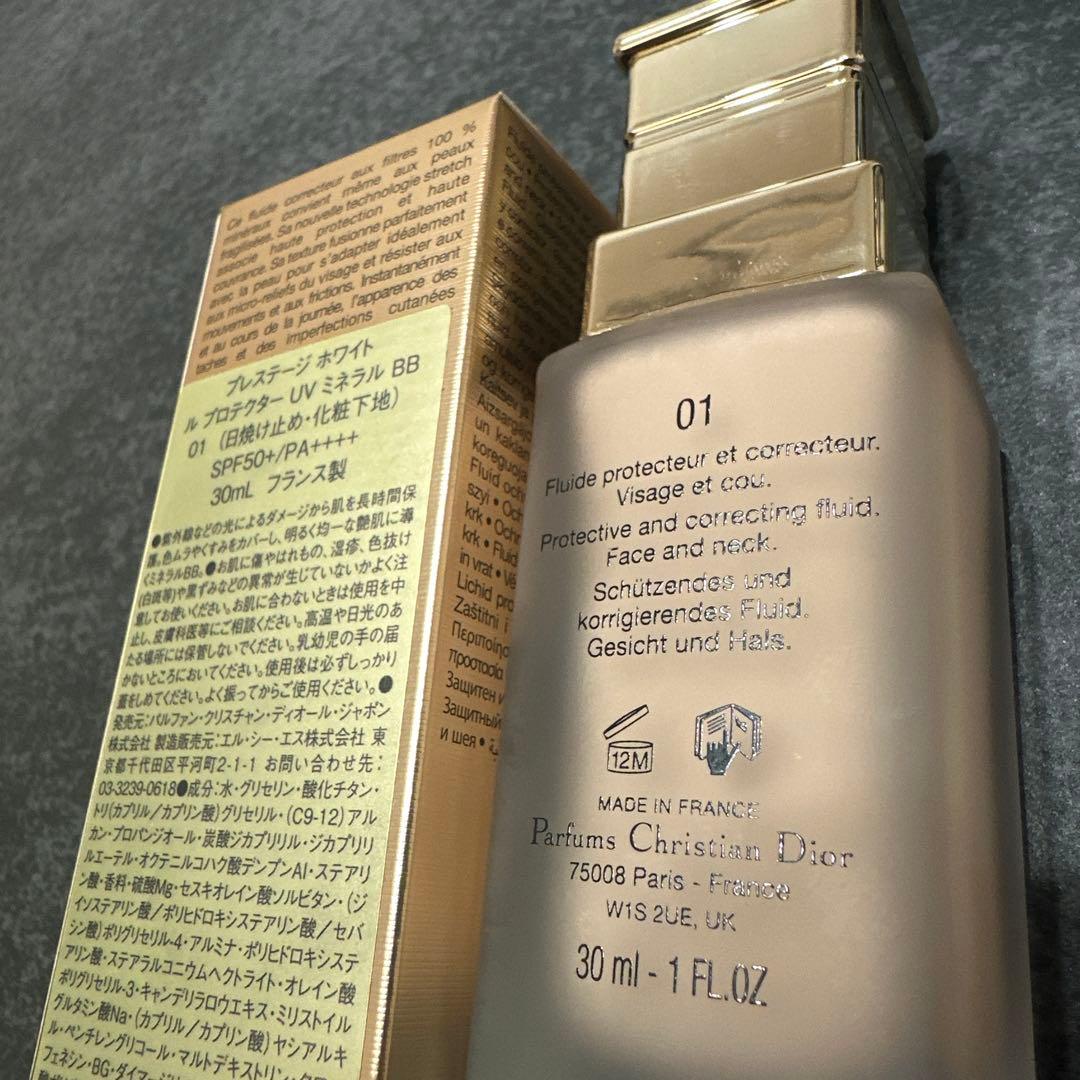 Ce fluide correcteur aux filtres 100 %
minéraux convient même aux peaux
fragilisées. Sa nouvelle technologie stretch
associe haute protection et haute
couvrance. Sa texture fusionne parfaitement
avec la peau pour s'adapter idéalement
aux micro-reliefs du visage et résister aux
mouvements et aux frictions. Instantanément
et au cours de la journée, l'apparence des
taches et des imperfections cutanées
プレステージ ホワイト
ル プロテクター UV ミネラル BB
01 (日焼け止め・化粧下地)
SPF50+/PA++++
30mL フランス製
●紫外線などの光によるダメージから肌を長時間保
護。色ムラやくすみをカバーし、明るく均一な艶肌に導
くミネラルBB。●お肌に傷やはれもの、湿疹、色抜け
(白斑等)や黒ずみなどの異常が生じていないかよく注
意してお使いください。お肌に合わないときは使用を中
止し、皮膚科医等にご相談ください。高温や日光のあ
たる場所には保管しないでください。乳幼児の手の届
かないところにおいてください。使用後は必ずしっかり
蓋をしめてください。よく振ってからご使用ください。●
発売元:パルファン・クリスチャン・ディオール・ジャポン
株式会社 製造販売元:エル・シー・エス株式会社 東
京都千代田区平河町2-1-1 お問い合わせ先:
03-3239-0618●成分:水・グリセリン・酸化チタン・
トリ(カプリル/カプリン酸)グリセリル・(C9-12)アル
カン・プロパンジオール・炭酸ジカプリリル・ジカプリリ
ルエーテル・オクテニルコハク酸デンプンAl・ステアリ
ン酸・香料・硫酸Mg・セスキオレイン酸ソルビタン・(ジ
イソステアリン酸/ポリヒドロキシステアリン酸/セバ
シン酸)ポリグリセリル-4・アルミナ・ポリヒドロキシステ
アリン酸・ステアラルコニウムヘクトライト・オレイン酸
ポリグリセリル-3・キャンデリラロウエキス・ミリストイル
グルタミン酸Na・(カプリル/カプリン酸)ヤシアルキ
ル・ペンチレングリコール・マルトデキストリン
フェネシン・BG
Fluide
koreguoja
Fluid
krk •
krk • Fluid
in vrat •
Lichid
Zaštitni i
προστασία
Защитен и
Защитный
и шея •
01
Fluide protecteur et correcteur.
Visage et cou.
Protective and correcting fluid.
Face and neck.
Schützendes und
korrigierendes Fluid.
Gesicht und Hals.
12M
MADE IN FRANCE
Parfums Christian Dior
75008 Paris - France
W1S 2UE, UK
30 ml - 1 FL.OZ